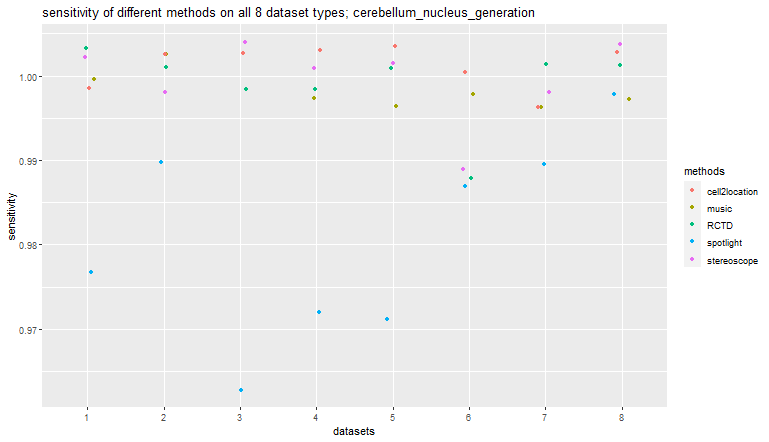 sensitivity of different methods on all 8 dataset types; cerebellum_nucleus_generation
1.00
0.99
0.98
0.97
sensitivity
1 2 3 4 5 6 7 8
datasets
methods
cell2location
music
RCTD
spotlight
stereoscope